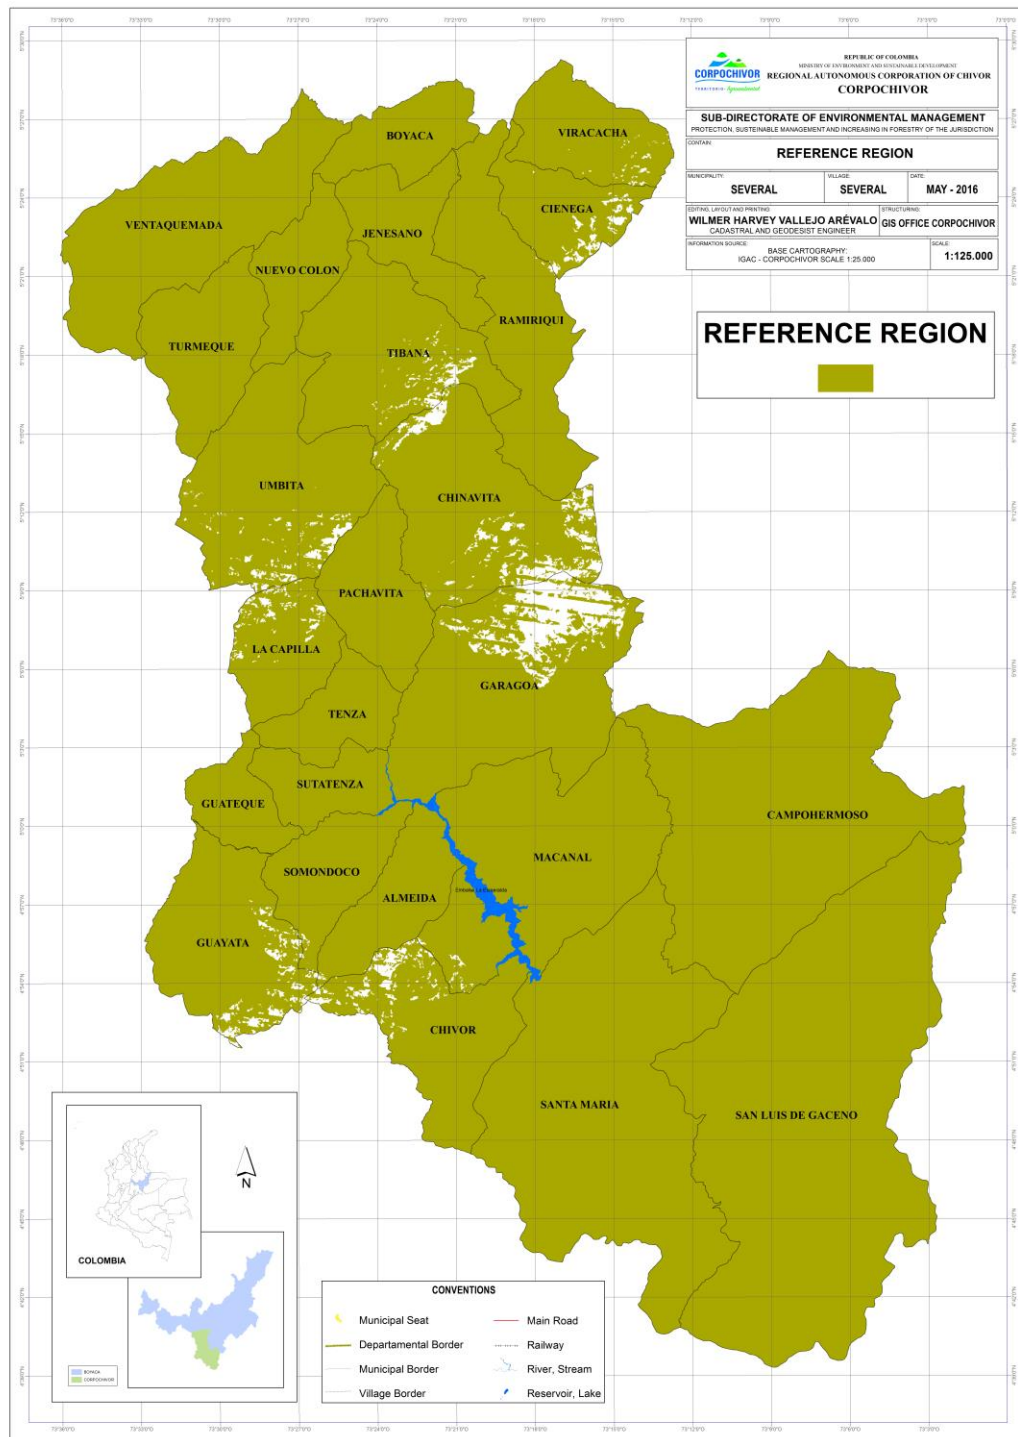 CORPOCHIVOR
REPUBLIC OF COLOMBIA
MINISTRY OF ENVIRONMENT AND SUSTAINABLE DEVELOPMENT
REGIONAL AUTONOMOUS CORPORATION OF CHIVOR
CORPOCHIVOR
SUB-DIRECTORATE OF ENVIRONMENTAL MANAGEMENT
PROTECTION, SUSTEINABLE MANAGEMENT AND INCREASING IN FORESTRY OF THE JURISDICTION
CONTAIN:
REFERENCE REGION
MUNICIPALITY:
SEVERAL
VILLAGE:
SEVERAL
DATE:
MAY - 2016
EDITING, LAYOUT AND PRINTING:
WILMER HARVEY VALLEJO ARÉVALO
CADASTRAL AND GEODESIST ENGINEER
STRUCTURING:
GIS OFFICE CORPOCHIVOR
INFORMATION SOURCE:
BASE CARTOGRAPHY:
IGAC - CORPOCHIVOR SCALE 1:25.000
SCALE:
1:125.000
REFERENCE REGION
BOYACA
VIRACACHA
VENTAQUEMADA
CIENEGA
JENESANO
NUEVO COLON
RAMIRIQUI
TURMEQUE
TIBANA
UMBITA
CHINAVITA
PACHAVITA
LA CAPILLA
GARAGOA
TENZA
SUTATENZA
GUATEQUE
CAMPOHERMOSO
MACANAL
SOMONDOCO
ALMEIDA
GUAYATA
CHIVOR
SANTA MARIA
SAN LUIS DE GACENO
N
COLOMBIA
BOYACA
CORPOCHIVOR
CONVENTIONS
Municipal Seat
Main Road
Departamental Border
Railway
Municipal Border
River, Stream
Village Border
Reservoir, Lake